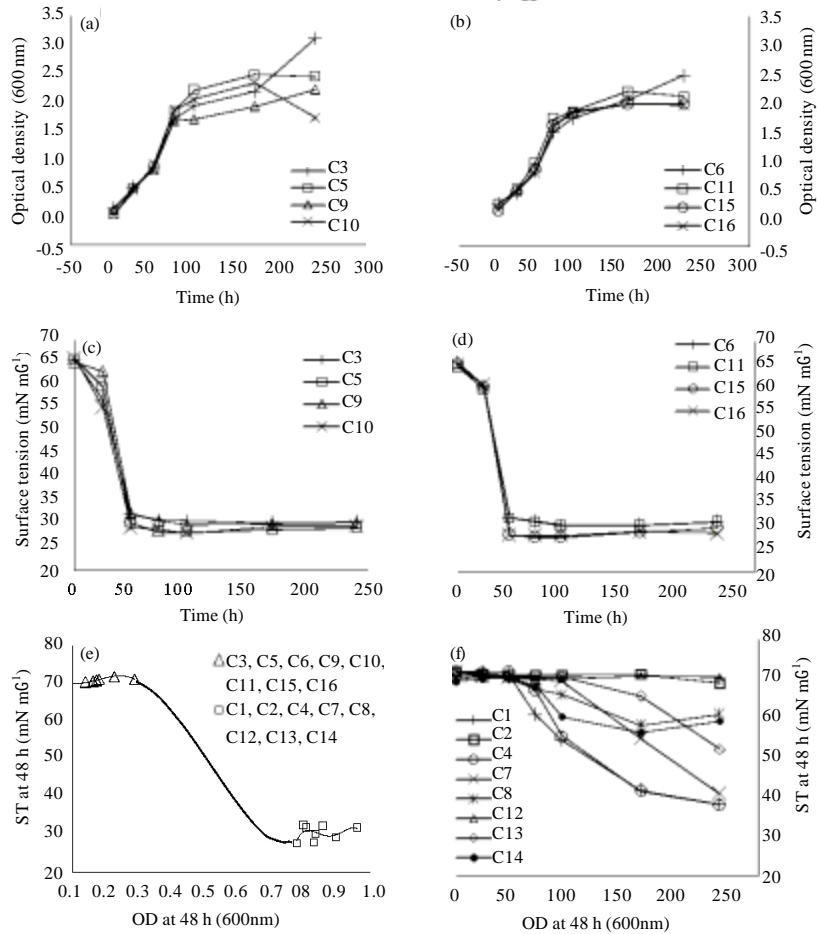 (a)
3.5
3.0
2.5
2.0
1.5
1.0
0.5
0.0
-0.5
Optical density (600 nm)
C3
C5
C9
C10
-50 0 50 100 150 200 250 300
Time (h)
(b)
3.5
3.0
2.5
2.0
1.5
1.0
0.5
0.0
-0.5
Optical density (600 nm)
C6
C11
C15
C16
-50 0 50 100 150 200 250 300
Time (h)
(c)
70
65
60
55
50
45
40
35
30
25
20
Surface tension (mN mG¹)
C3
C5
C9
C10
0 50 100 150 200 250
Time (h)
(d)
70
65
60
55
50
45
40
35
30
25
20
Surface tension (mN mG¹)
C6
C11
C15
C16
0 50 100 150 200 250
Time (h)
(e)
80
70
60
50
40
30
20
ST at 48 h (mN mG¹)
C3, C5, C6, C9, C10,
C11, C15, C16
C1, C2, C4, C7, C8,
C12, C13, C14
0.1 0.2 0.3 0.4 0.5 0.6 0.7 0.8 0.9 1.0
OD at 48 h (600nm)
(f)
80
70
60
50
40
30
20
ST at 48 h (mN mG¹)
C1
C2
C4
C7
C8
C12
C13
C14
0 50 100 150 200 250
OD at 48 h (600nm)